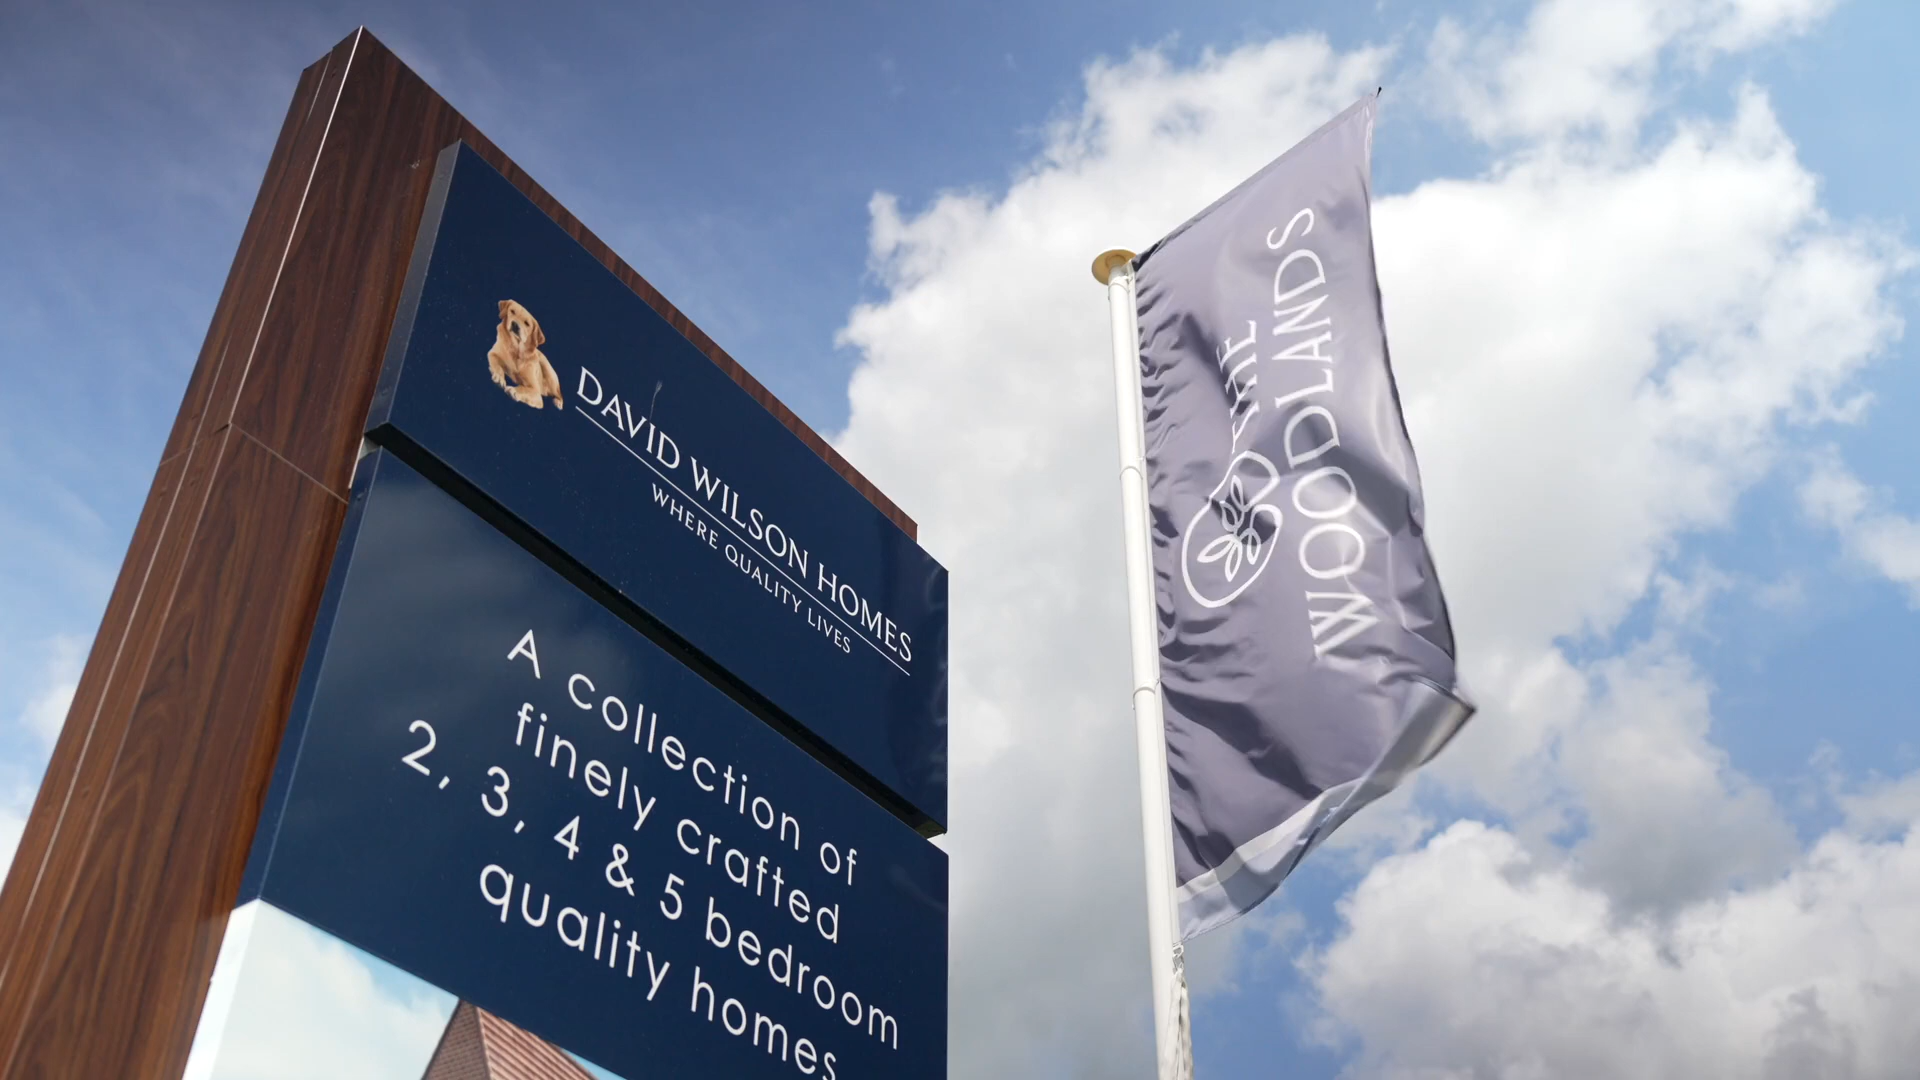 DAVID WILSON HOMES
WHERE QUALITY LIVES
A collection of
finely crafted
2, 3, 4 & 5 bedroom
quality homes
THE
WOODLANDS